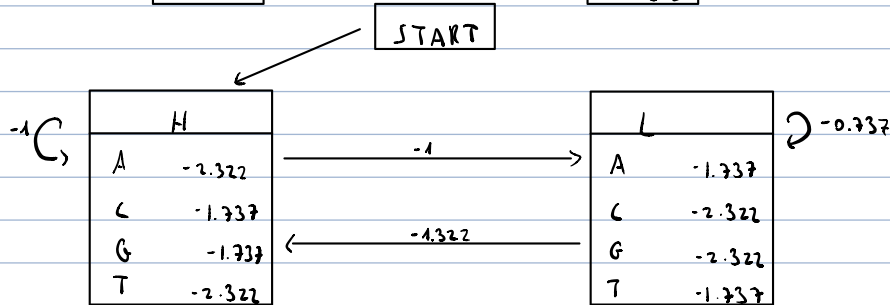 START
H
L
-1
-0.737
-1
A -2.322
A -1.737
C -1.737
C -2.322
-1.322
G -1.737
G -2.322
T -2.322
T -1.737